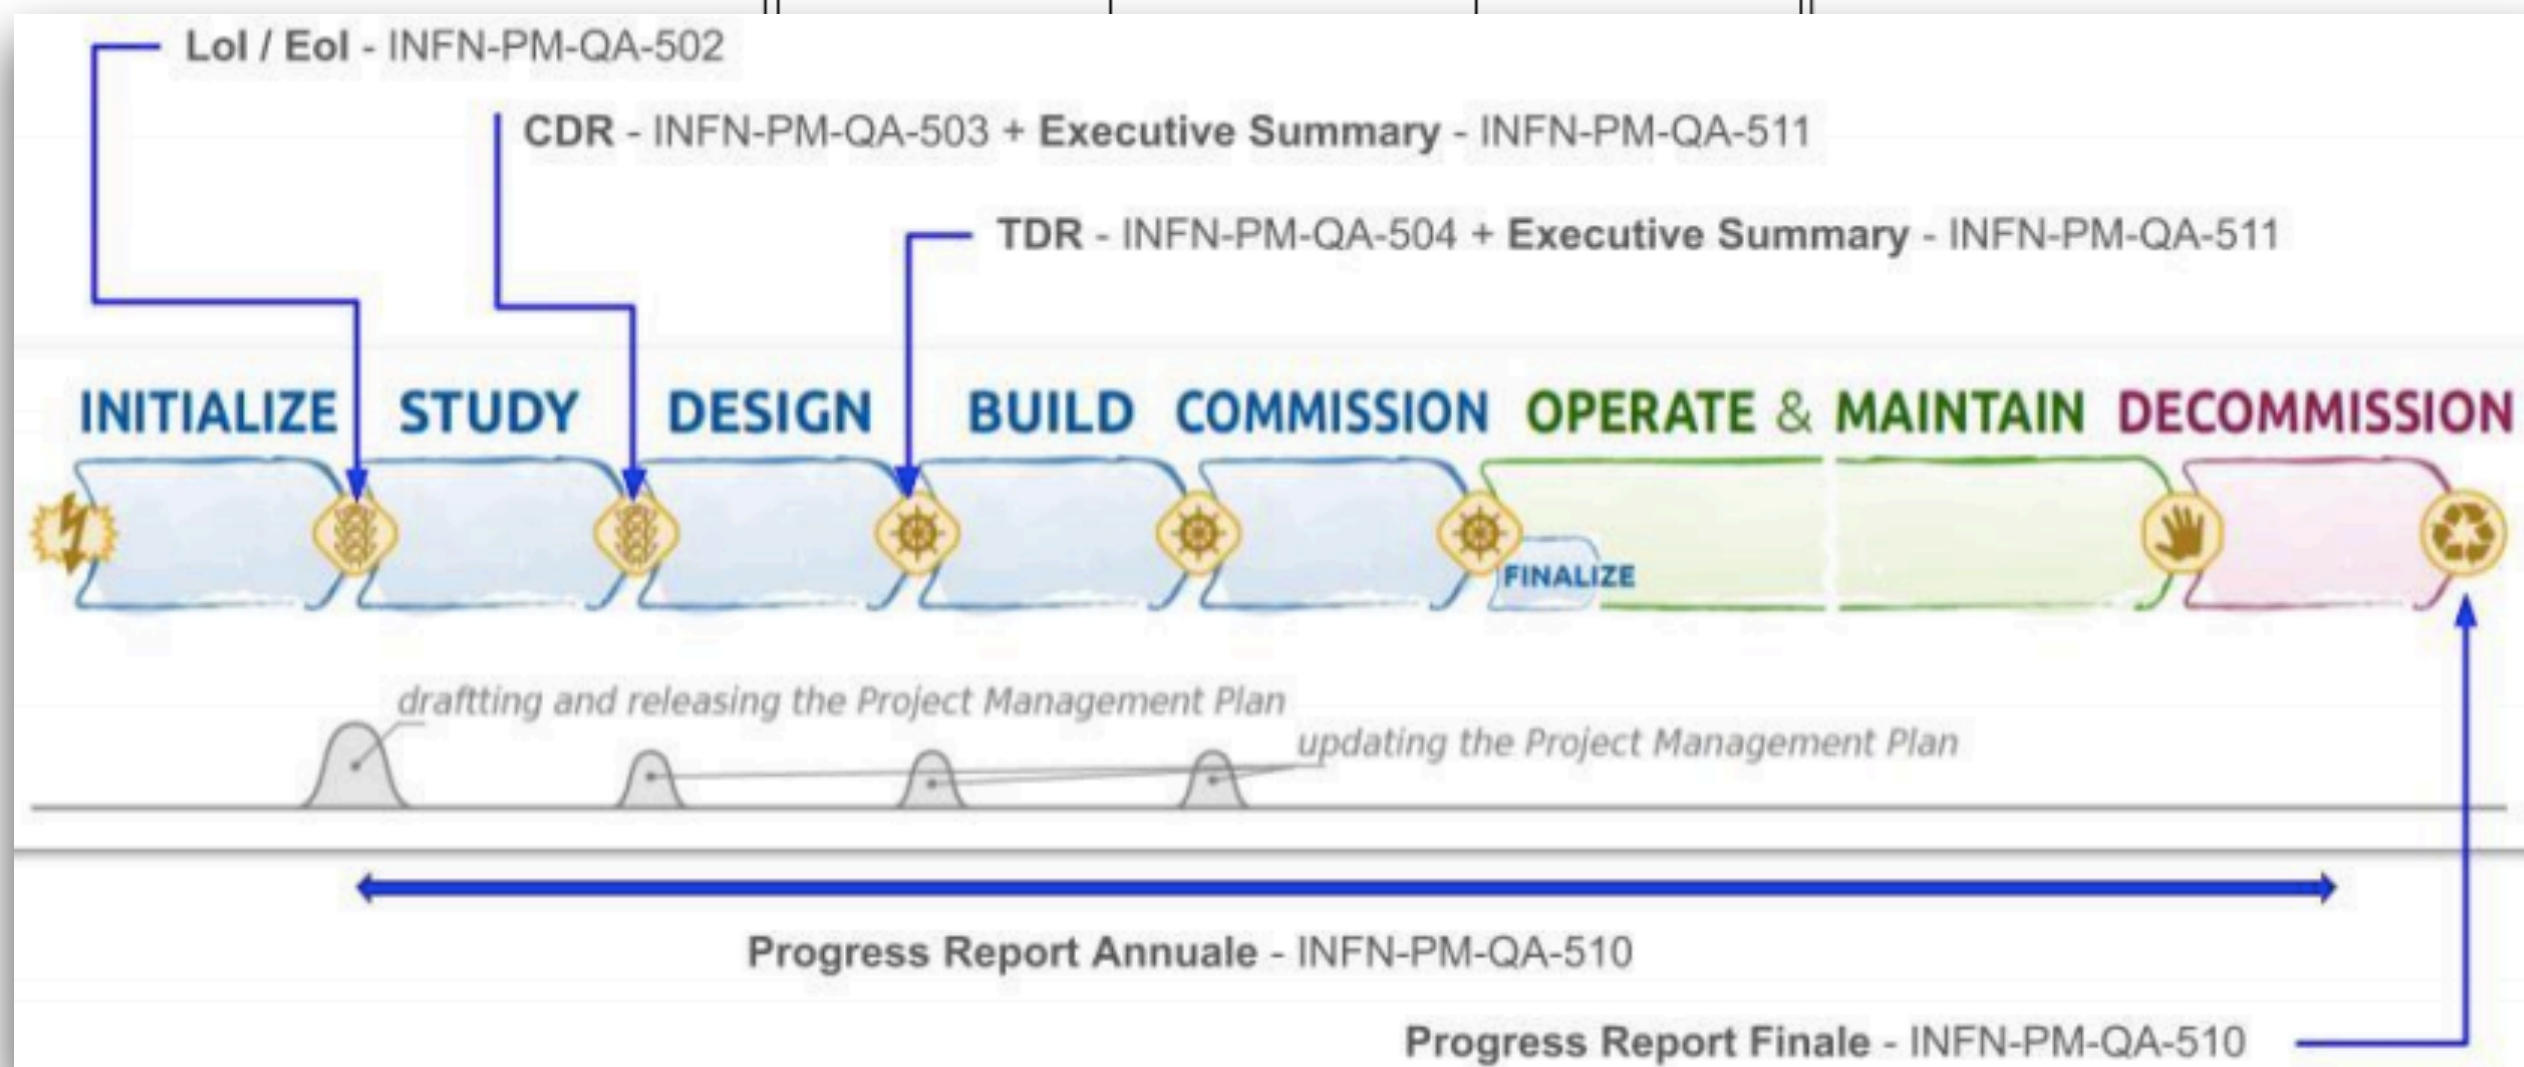 LoI / EoI - INFN-PM-QA-502
CDR - INFN-PM-QA-503 + Executive Summary - INFN-PM-QA-511
TDR - INFN-PM-QA-504 + Executive Summary - INFN-PM-QA-511
INITIALIZE STUDY DESIGN BUILD COMMISSION OPERATE & MAINTAIN DECOMMISSION
FINALIZE
draftting and releasing the Project Management Plan
updating the Project Management Plan
Progress Report Annuale - INFN-PM-QA-510
Progress Report Finale - INFN-PM-QA-510